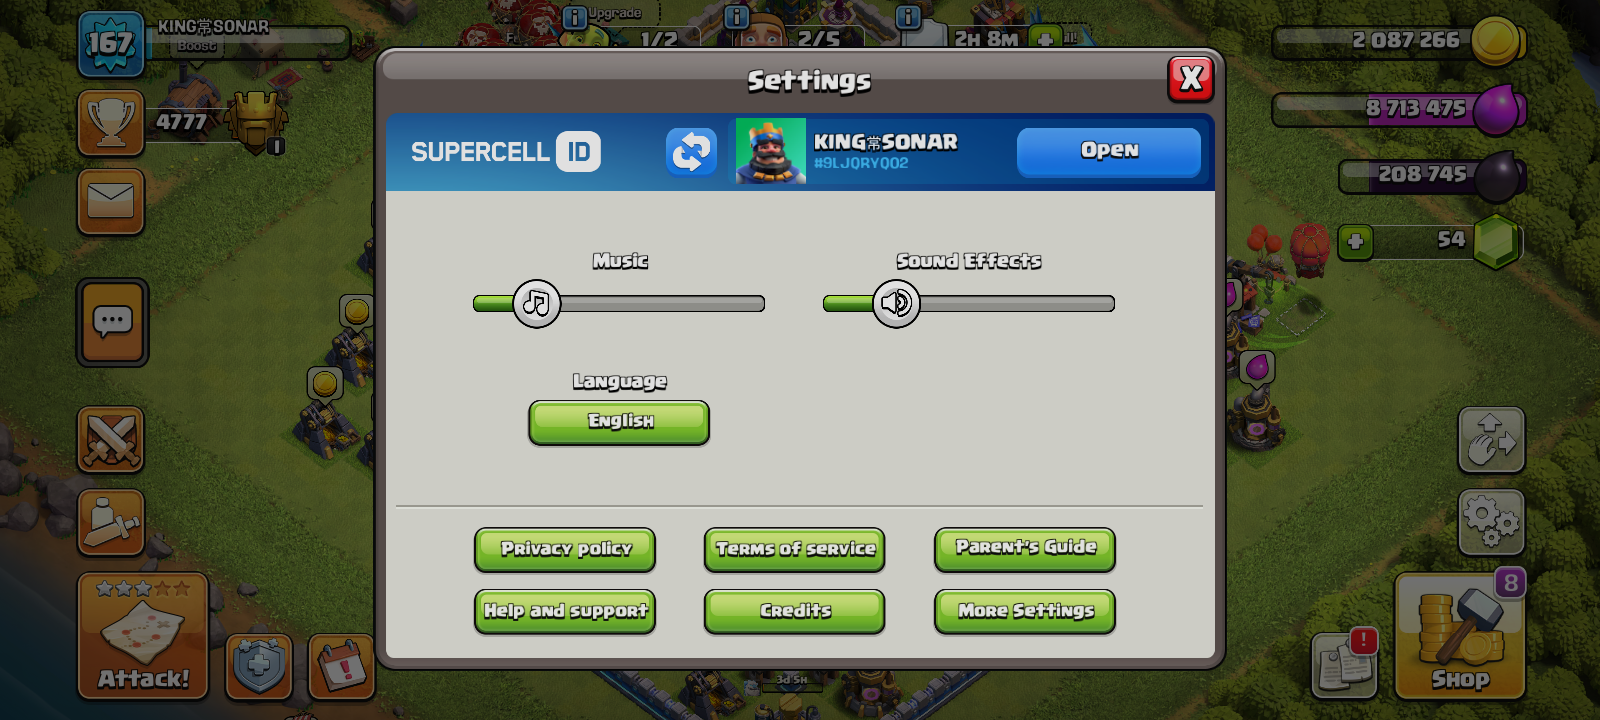 167
KING常SONAR
Boost
Upgrade
1/2
2/5
2H 8M
2 087 266
Settings
X
4777
8 713 475
SUPERCELL ID
KING常SONAR
#9LJQRYQO2
Open
208 745
54
Music
Sound Effects
Language
English
Privacy policy
Terms of service
Parent's Guide
Help and support
Credits
More Settings
8
!
Attack!
Shop
3d 5H